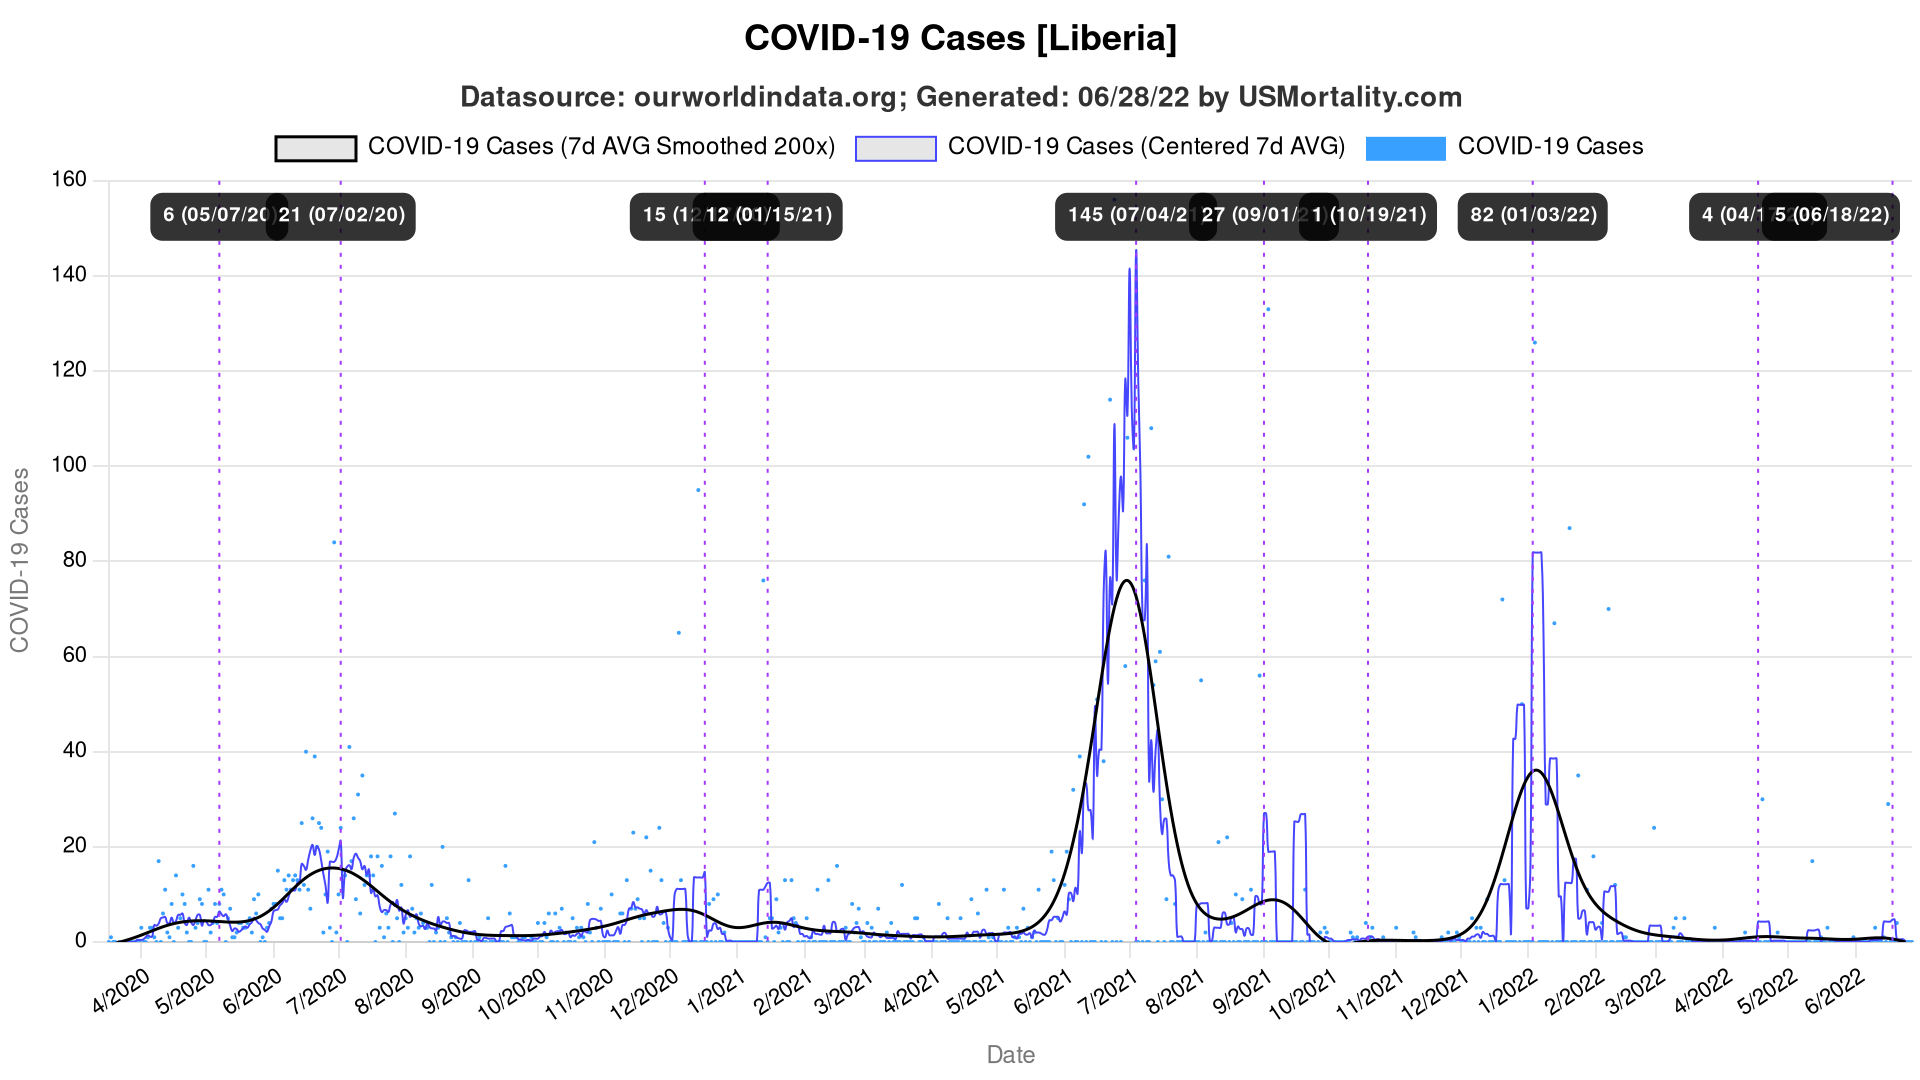 COVID-19 Cases [Liberia]
Datasource: ourworldindata.org; Generated: 06/28/22 by USMortality.com
COVID-19 Cases (7d AVG Smoothed 200x) COVID-19 Cases (Centered 7d AVG) COVID-19 Cases
6 (05/07/20) 21 (07/02/20) 15 (12/ 12 (01/15/21) 145 (07/04/21) 27 (09/01/21) 1 (10/19/21) 82 (01/03/22) 4 (04/17 5 (06/18/22)
160
140
120
100
80
60
40
20
0
COVID-19 Cases
4/2020 5/2020 6/2020 7/2020 8/2020 9/2020 10/2020 11/2020 12/2020 1/2021 2/2021 3/2021 4/2021 5/2021 6/2021 7/2021 8/2021 9/2021 10/2021 11/2021 12/2021 1/2022 2/2022 3/2022 4/2022 5/2022 6/2022
Date